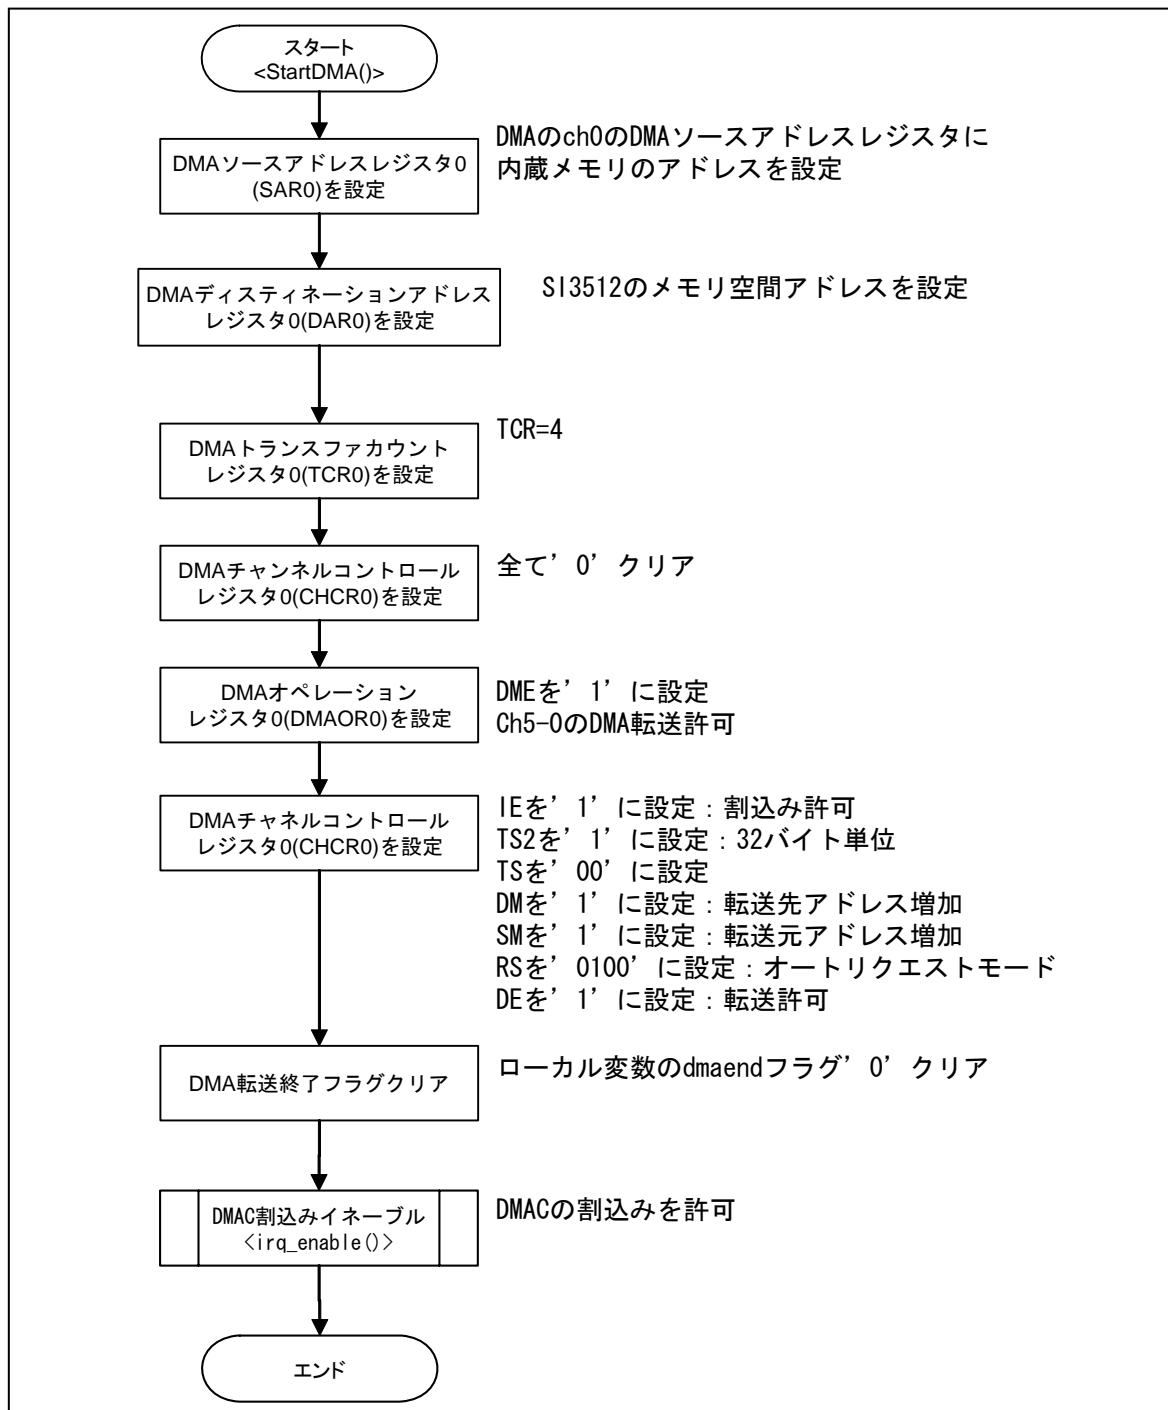 スタート
<StartDMA()>
DMAソースアドレスレジスタ0
(SAR0)を設定
DMAのch0のDMAソースアドレスレジスタに
内蔵メモリのアドレスを設定
DMAディスティネーションアドレス
レジスタ0(DAR0)を設定
SI3512のメモリ空間アドレスを設定
DMAトランスファカウント
レジスタ0(TCR0)を設定
TCR=4
DMAチャンネルコントロール
レジスタ0(CHCR0)を設定
全て’0’クリア
DMAオペレーション
レジスタ0(DMAOR0)を設定
DMEを’1’に設定
Ch5-0のDMA転送許可
DMAチャネルコントロール
レジスタ0(CHCR0)を設定
IEを’1’に設定：割込み許可
TS2を’1’に設定：32バイト単位
TSを’00’に設定
DMを’1’に設定：転送先アドレス増加
SMを’1’に設定：転送元アドレス増加
RSを’0100’に設定：オートリクエストモード
DEを’1’に設定：転送許可
DMA転送終了フラグクリア
ローカル変数のdmaendフラグ’0’クリア
DMAC割込みイネーブル
<irq_enable()>
DMACの割込みを許可
エンド